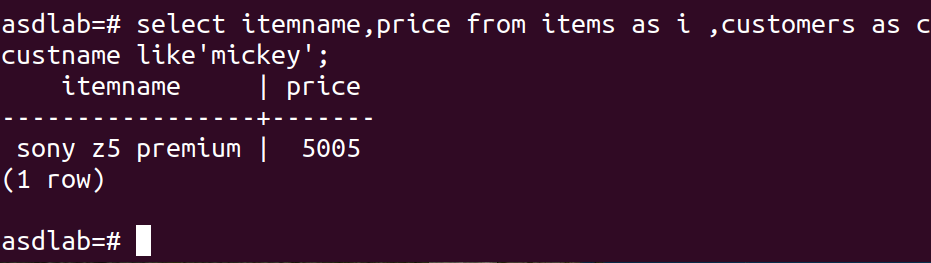 asdlab=# select itemname,price from items as i ,customers as c
custname like'mickey';
    itemname     | price
-----------------+-------
 sony z5 premium |  5005
(1 row)
asdlab=#